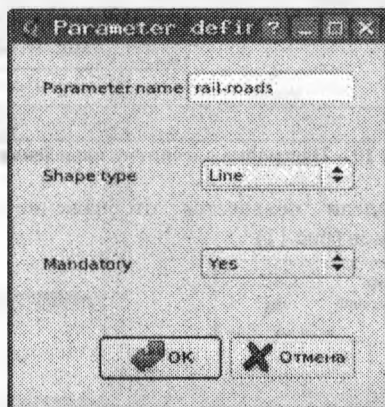 Parameter defir
Parameter name rail-roads
Shape type Line
Mandatory Yes
OK Отмена